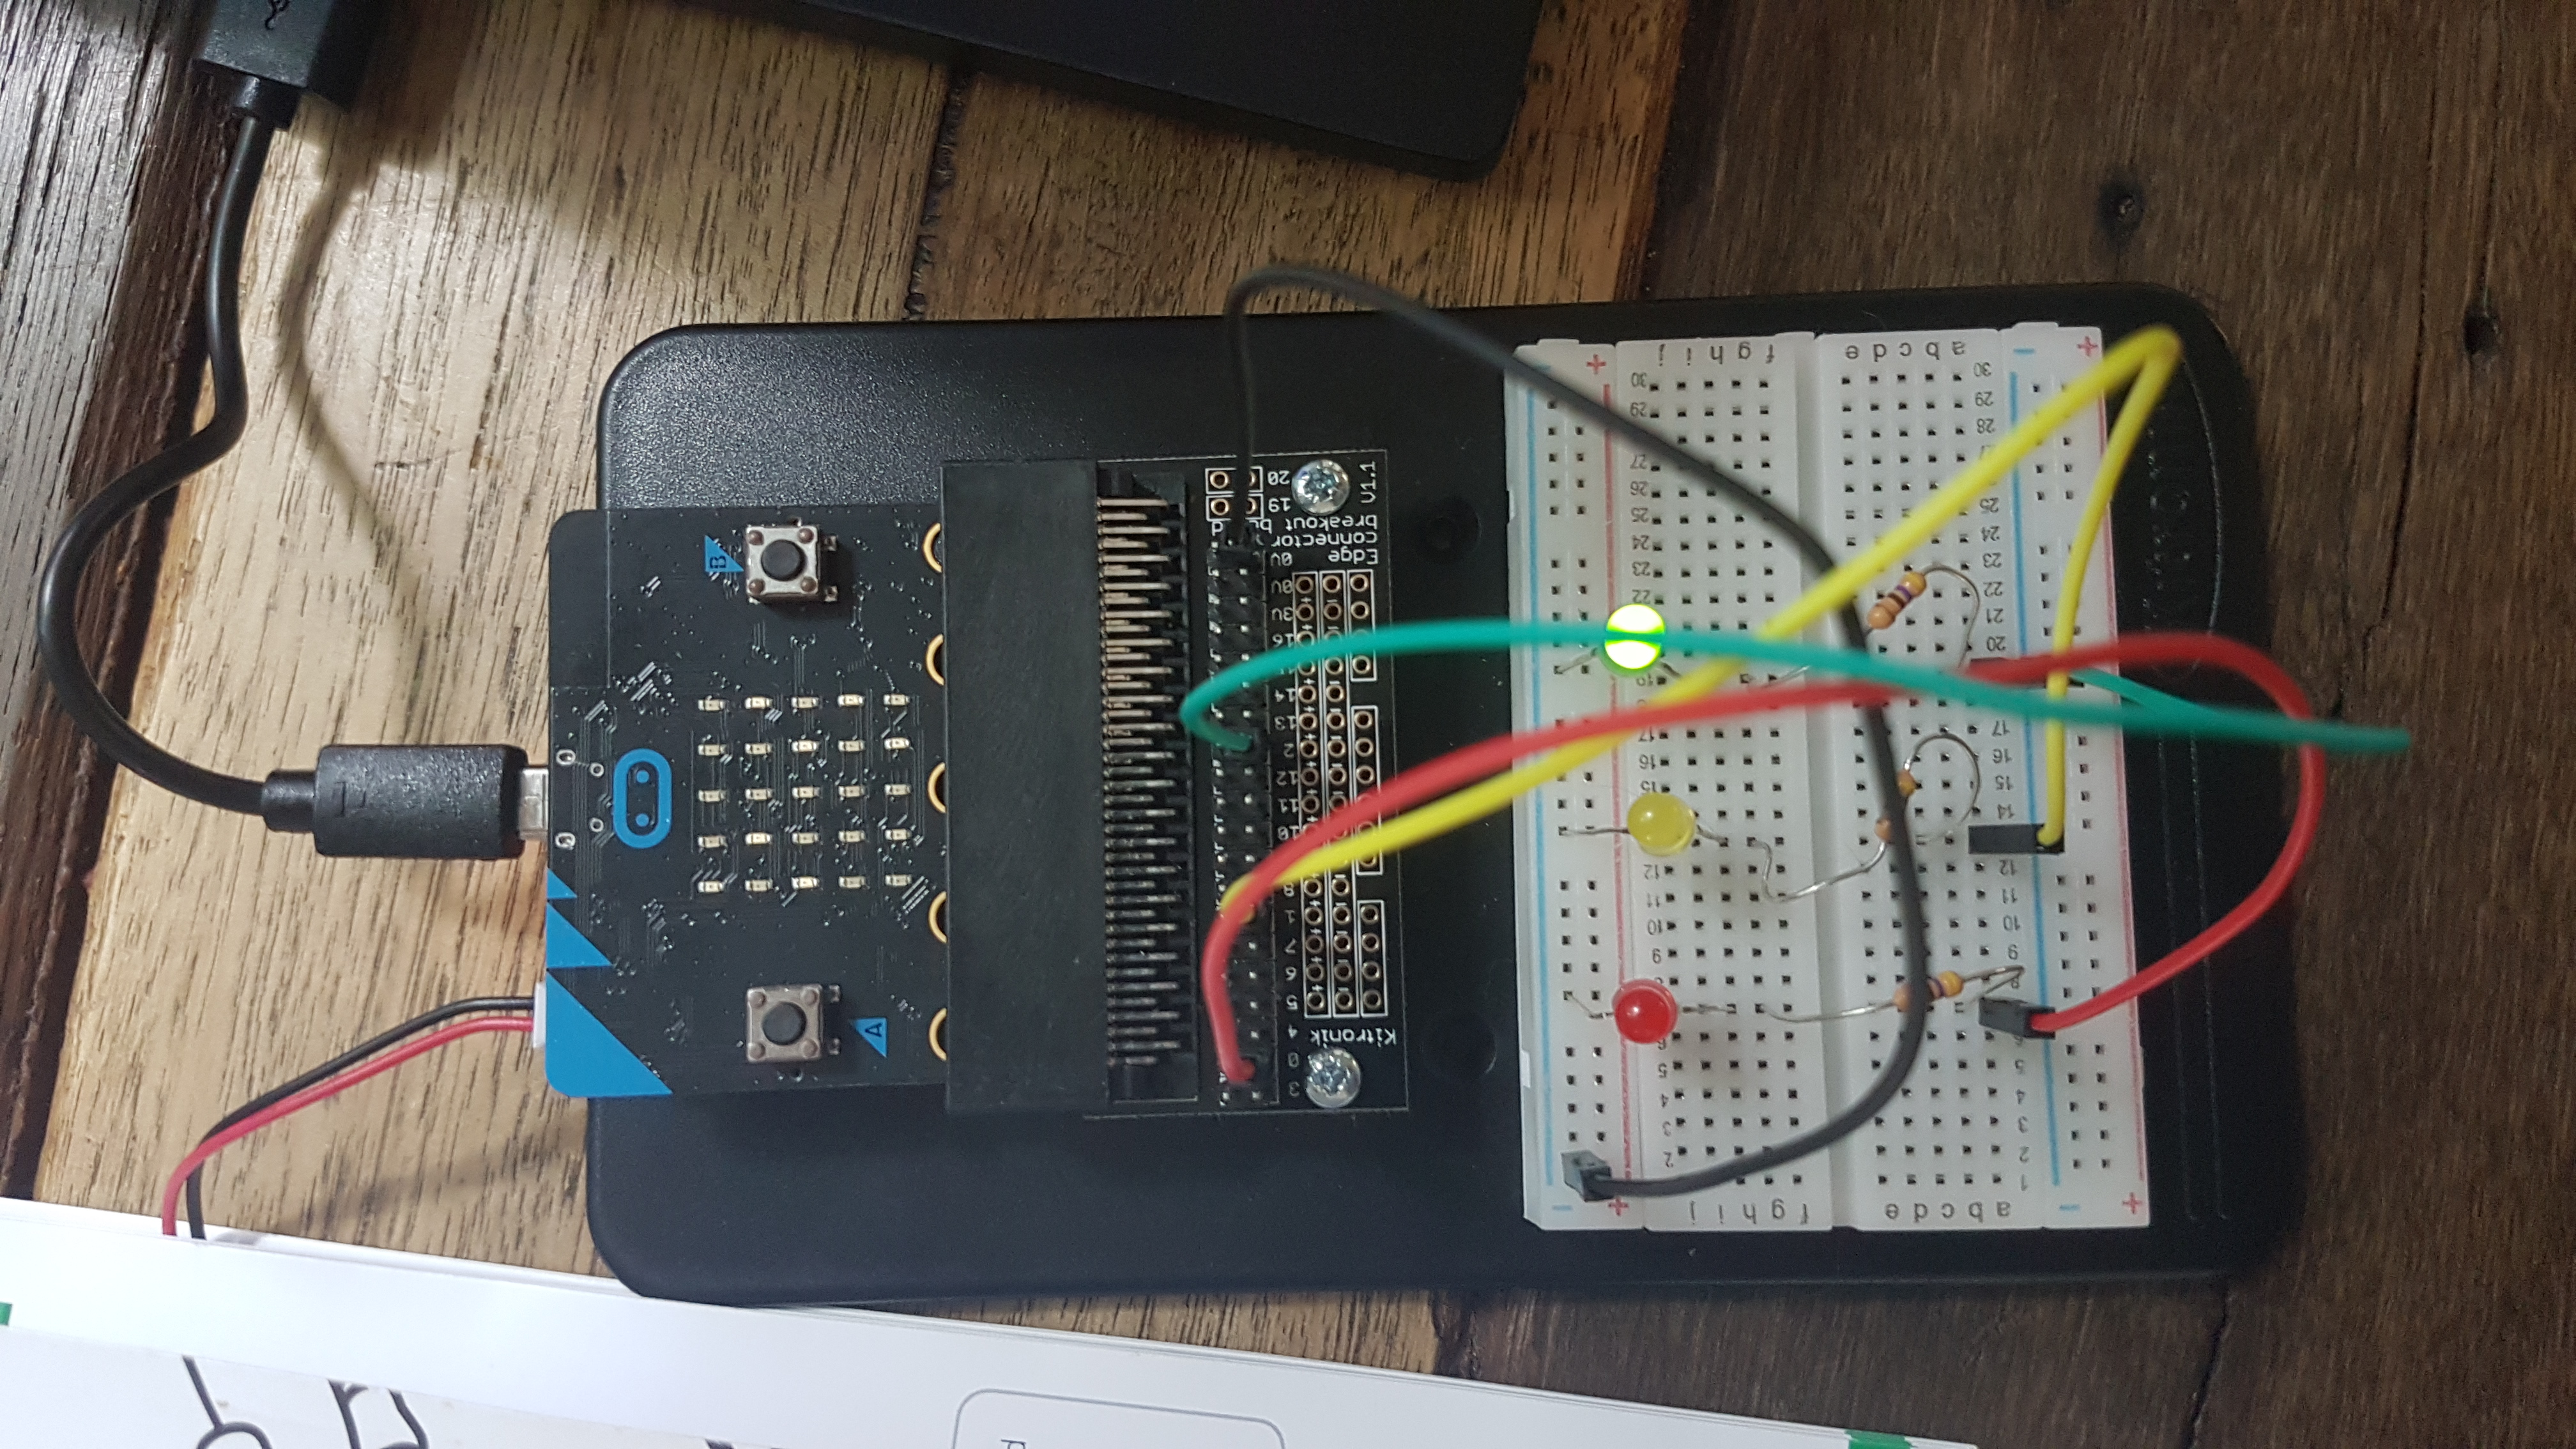 B
A
3 0 4 5 6 7 1 8 10 11 12 2 13 14 16 3V 0V 0V 19 20
Kitronik
Edge
connector
breakout
V1.1
- +
2 3 4 5 6 9 10 11 12 15 16 17 19 22 23 24 25 26 27 29 30
j j
i i
h h
g g
f f
e e
d d
c c
b b
a a
1 2 3 4 5 8 9 10 11 12 14 15 16 17 20 21 22 23 24 25 28 29 30
- -
+ +
d